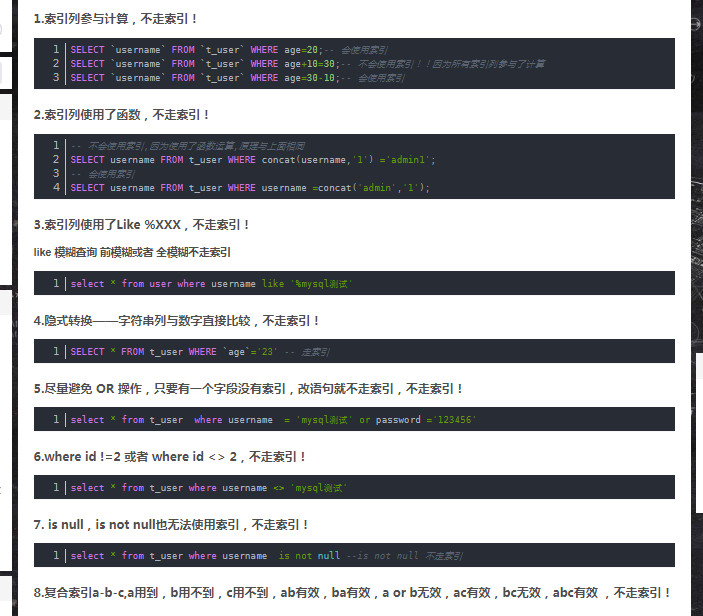 1.索引列参与计算，不走索引！
1 SELECT `username` FROM `t_user` WHERE age=20;-- 会使用索引
2 SELECT `username` FROM `t_user` WHERE age+10=30;-- 不会使用索引！！因为所有索引列参与了计算
3 SELECT `username` FROM `t_user` WHERE age=30-10;-- 会使用索引
2.索引列使用了函数，不走索引！
1 -- 不会使用索引,因为使用了函数运算,原理与上面相同
2 SELECT username FROM t_user WHERE concat(username,'1') ='admin1';
3 -- 会使用索引
4 SELECT username FROM t_user WHERE username =concat('admin','1');
3.索引列使用了Like %XXX，不走索引！
like 模糊查询 前模糊或者 全模糊不走索引
1 select * from user where username like '%mysql测试'
4.隐式转换——字符串列与数字直接比较，不走索引！
1 SELECT * FROM t_user WHERE `age`='23' -- 走索引
5.尽量避免 OR 操作，只要有一个字段没有索引，改语句就不走索引，不走索引！
1 select * from t_user  where username  = 'mysql测试' or password ='123456'
6.where id !=2 或者 where id <> 2，不走索引！
1 select * from t_user where username <> 'mysql测试'
7. is null，is not null也无法使用索引，不走索引！
1 select * from t_user where username  is not null --is not null 不走索引
8.复合索引a-b-c,a用到，b用不到，c用不到，ab有效，ba有效，a or b无效，ac有效，bc无效，abc有效 ，不走索引！